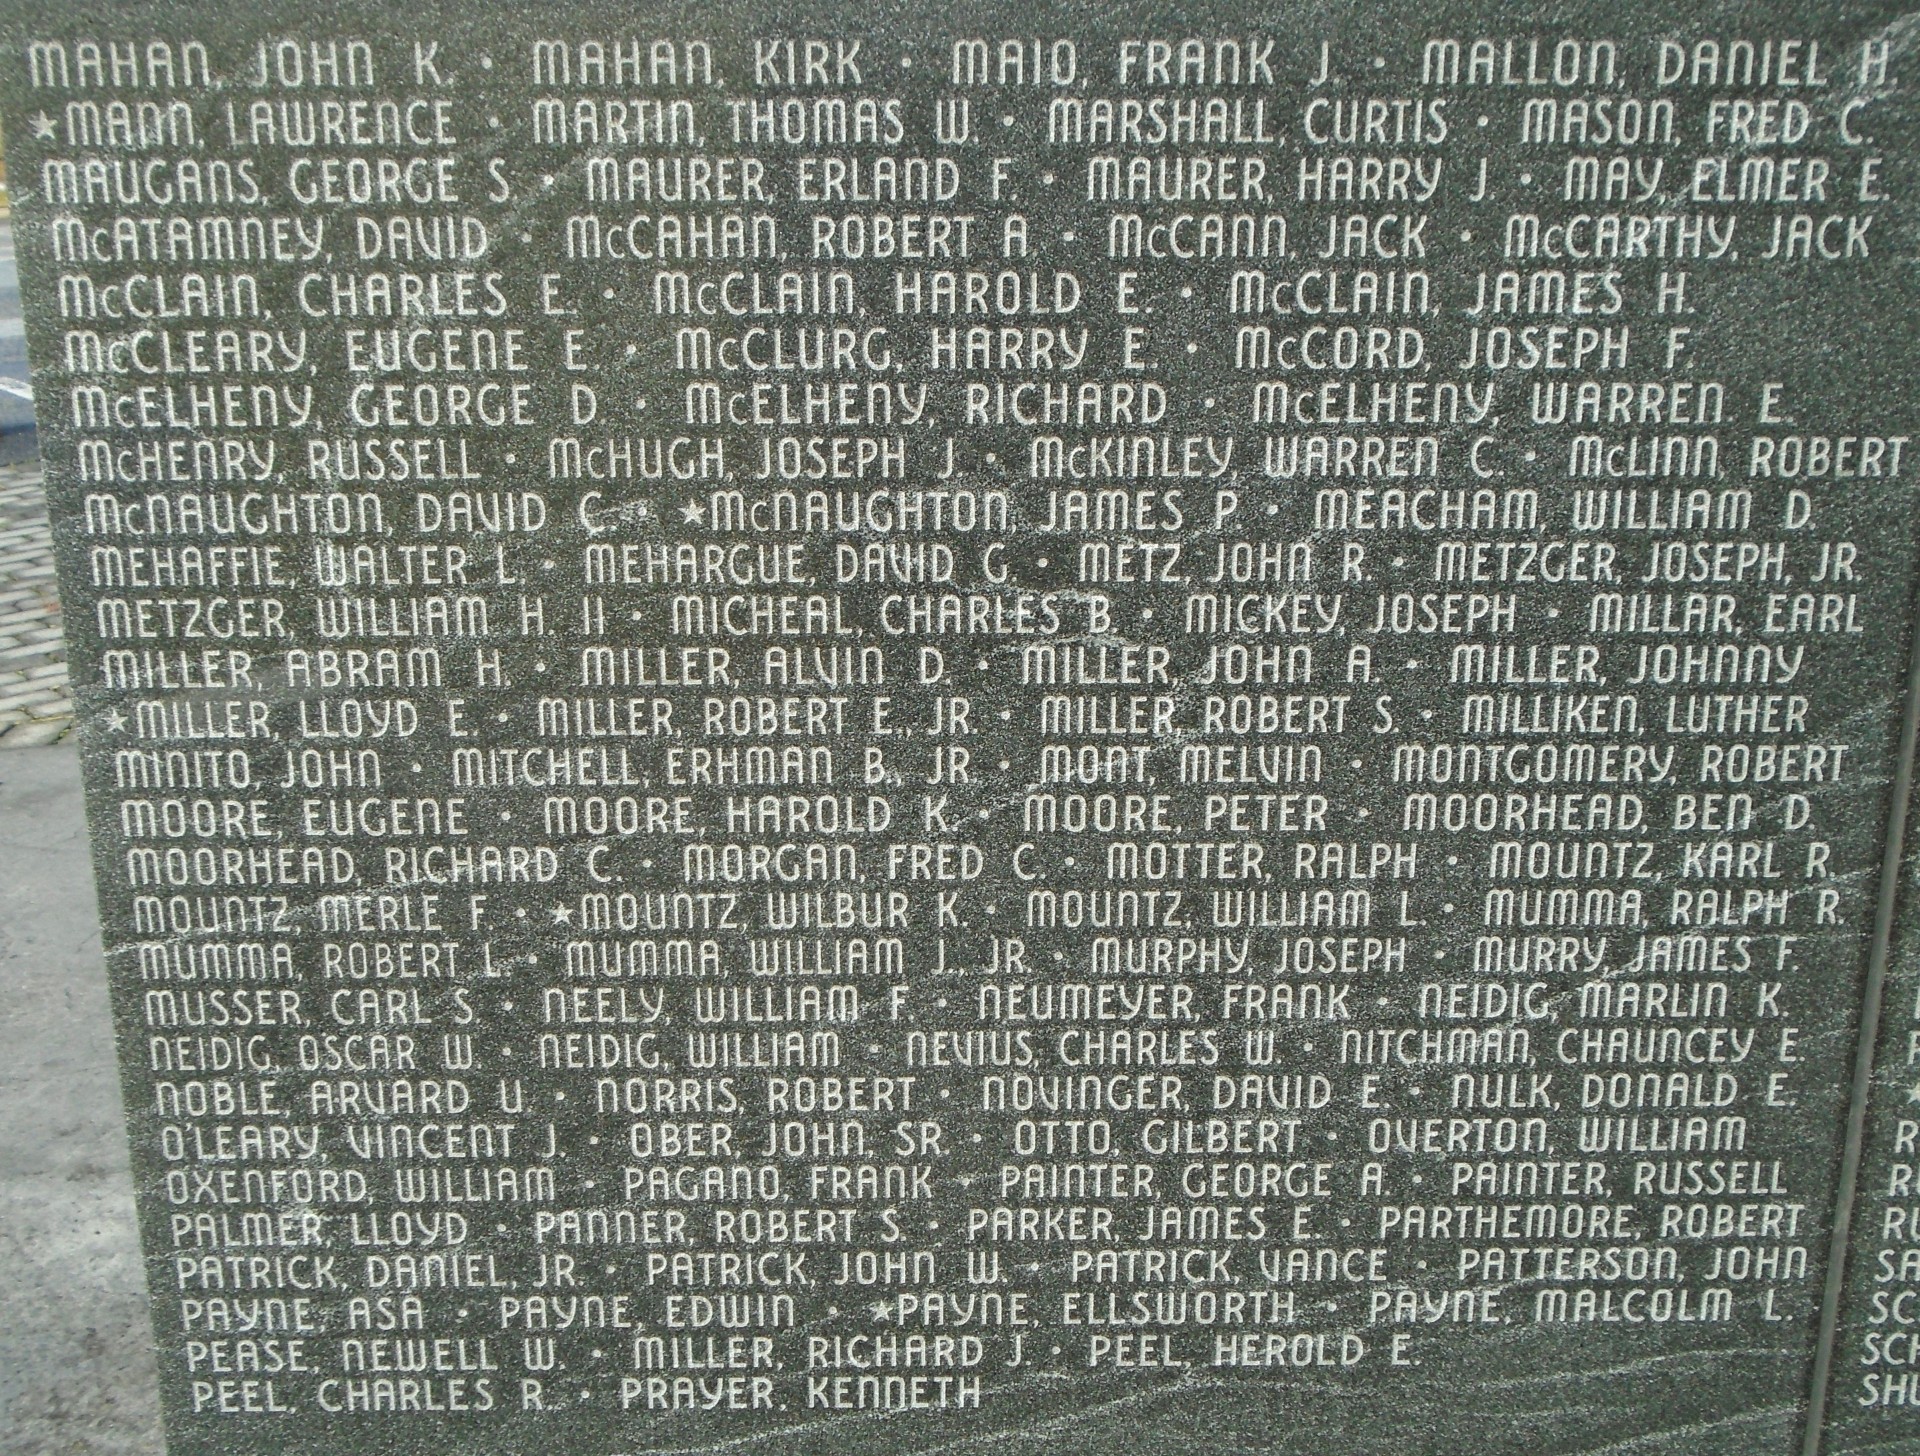 MAHAN, JOHN K. • MAHAN, KIRK • MAIO, FRANK J. • MALLON, DANIEL H.
★MANN, LAWRENCE • MARTIN, THOMAS W. • MARSHALL, CURTIS • MASON, FRED C.
MAUGANS, GEORGE S. • MAURER, ERLAND F. • MAURER, HARRY J. • MAY, ELMER E.
McATAMNEY, DAVID • McCAHAN, ROBERT A. • McCANN, JACK • McCARTHY, JACK
McCLAIN, CHARLES E. • McCLAIN, HAROLD E. • McCLAIN, JAMES H.
McCLEARY, EUGENE E. • McCLURG, HARRY E. • McCORD, JOSEPH F.
McELHENY, GEORGE D. • McELHENY, RICHARD • McELHENY, WARREN E.
McHENRY, RUSSELL • McHUGH, JOSEPH J. • McKINLEY, WARREN C. • McLINN, ROBERT
McNAUGHTON, DAVID C. • ★McNAUGHTON, JAMES P. • MEACHAM, WILLIAM D.
MEHAFFIE, WALTER L. • MEHARGUE, DAVID G. • METZ, JOHN R. • METZGER, JOSEPH, JR.
METZGER, WILLIAM H. II • MICHEAL, CHARLES B. • MICKEY, JOSEPH • MILLAR, EARL
MILLER, ABRAM H. • MILLER, ALVIN D. • MILLER, JOHN A. • MILLER, JOHNNY
★MILLER, LLOYD E. • MILLER, ROBERT E., JR. • MILLER, ROBERT S. • MILLIKEN, LUTHER
MINITO, JOHN • MITCHELL, ERHMAN B., JR. • MONT, MELVIN • MONTGOMERY, ROBERT
MOORE, EUGENE • MOORE, HAROLD K. • MOORE, PETER • MOORHEAD, BEN D.
MOORHEAD, RICHARD C. • MORGAN, FRED C. • MOTTER, RALPH • MOUNTZ, KARL R.
MOUNTZ, MERLE F. • ★MOUNTZ, WILBUR K. • MOUNTZ, WILLIAM L. • MUMMA, RALPH R.
MUMMA, ROBERT L. • MUMMA, WILLIAM J., JR. • MURPHY, JOSEPH • MURRY, JAMES F.
MUSSER, CARL S. • NEELY, WILLIAM F. • NEUMEYER, FRANK • NEIDIG, MARLIN K.
NEIDIG, OSCAR W. • NEIDIG, WILLIAM • NEVIUS, CHARLES W. • NITCHMAN, CHAUNCEY E.
NOBLE, ARVARD U. • NORRIS, ROBERT • NOVINGER, DAVID E. • NULK, DONALD E.
O'LEARY, VINCENT J. • OBER, JOHN, SR. • OTTO, GILBERT • OVERTON, WILLIAM
OXENFORD, WILLIAM • PAGANO, FRANK • PAINTER, GEORGE A. • PAINTER, RUSSELL
PALMER, LLOYD • PANNER, ROBERT S. • PARKER, JAMES E. • PARTHEMORE, ROBERT
PATRICK, DANIEL, JR. • PATRICK, JOHN W. • PATRICK, VANCE • PATTERSON, JOHN
PAYNE, ASA • PAYNE, EDWIN • ★PAYNE, ELLSWORTH • PAYNE, MALCOLM L.
PEASE, NEWELL W. • MILLER, RICHARD J. • PEEL, HEROLD E.
PEEL, CHARLES R. • PRAYER, KENNETH